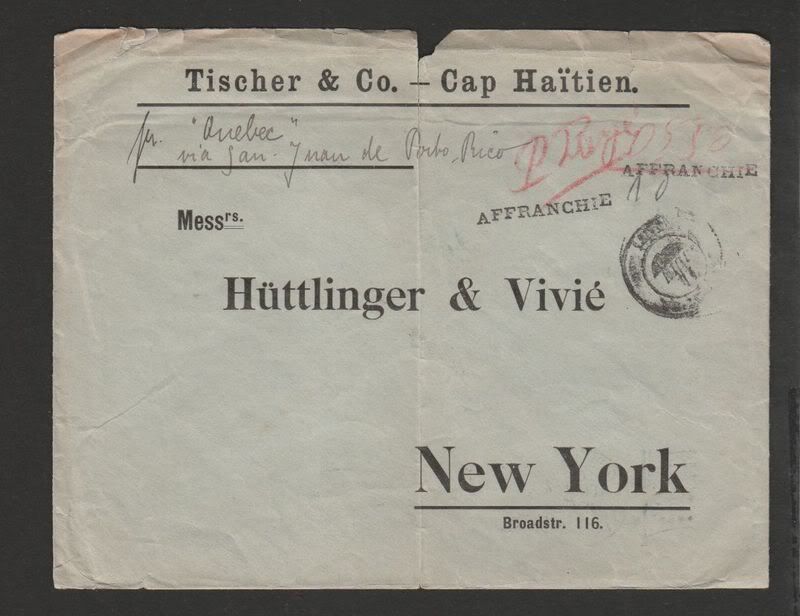 Tischer & Co. – Cap Haïtien.
pr. "Quebec"
via San Juan de Porto-Rico
AFFRANCHIE
AFFRANCHIE
Messrs.
Hüttlinger & Vivié
New York
Broadstr. 116.